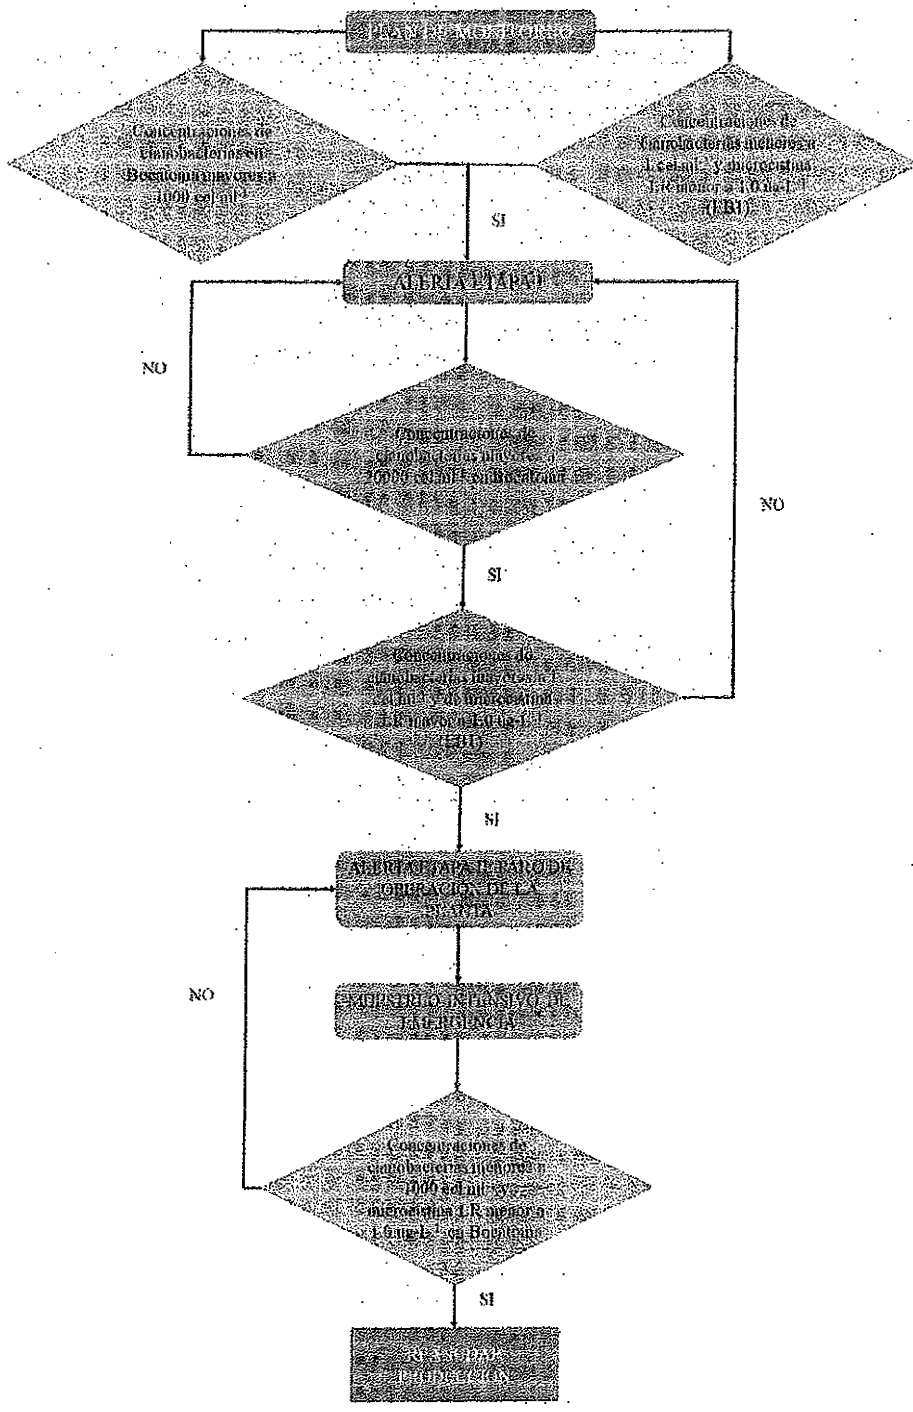 PLAN DE MONITOREO
Concentraciones de
cianobacterias en
Bocatoma mayores a
1000 cel.ml⁻¹
Concentraciones de
cianobacterias menores a
1 cel.ml⁻¹ y microcistina
LR menor a 1.0 ug-L⁻¹
(EB1)
SI
ALERTA ETAPA I
NO
Concentraciones de
cianobacterias mayores a
cel.ml⁻¹ en Bocatoma
NO
SI
Concentraciones de
cianobacterias mayores a 1
cel.ml⁻¹ y de microcistina
LR mayor a 1.0 ug-L⁻¹
(EB1)
SI
ALERTA ETAPA II. PARO DE
OPERACIÓN DE LA
PLANTA
NO
MUESTREO INTENSIVO DE
EMERGENCIA
Concentraciones de
cianobacterias menores a
1000 cel.ml⁻¹ y
microcistina LR menor a
1.0 ug-L⁻¹ en Bocatoma
SI
REANUDAR
PRODUCCIÓN